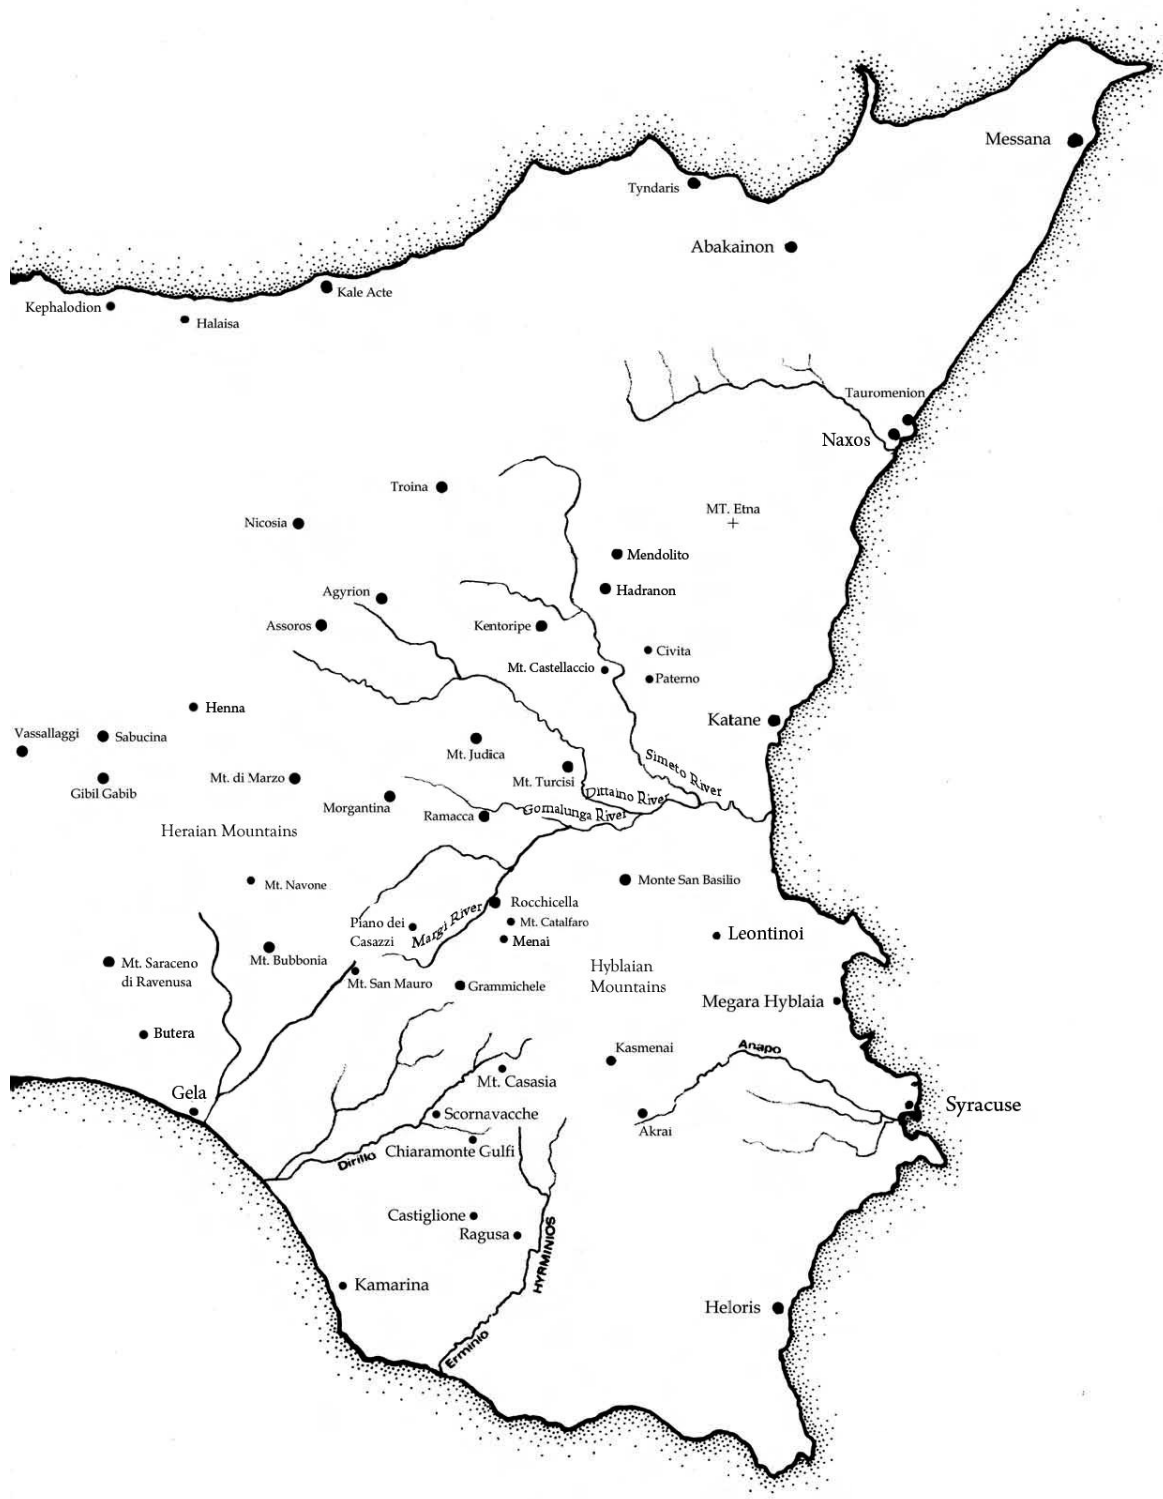 Messana
Tyndaris
Abakainon
Kale Acte
Kephalodion
Halaisa
Tauromenion
Naxos
Troina
MT. Etna
Nicosia
Mendolito
Hadranon
Agyrion
Assoros
Kentoripe
Civita
Mt. Castellaccio
Paterno
Henna
Katane
Vassallaggi
Sabucina
Mt. Judica
Simeto River
Mt. di Marzo
Mt. Turcisi
Gibil Gabib
Dittaino River
Morgantina
Ramacca
Gomalunga River
Heraian Mountains
Mt. Navone
Monte San Basilio
Rocchicella
Piano dei
Casazzi
Margi River
Mt. Catalfaro
Menai
Leontinoi
Mt. Bubbonia
Mt. Saraceno
di Ravenusa
Hyblaian
Mountains
Mt. San Mauro
Grammichele
Megara Hyblaia
Butera
Kasmenai
Anapo
Mt. Casasia
Gela
Syracuse
Scornavacche
Akrai
Chiaramonte Gulfi
Dirillo
Castiglione
Ragusa
HYRMINIOS
Kamarina
Heloris
Erminio